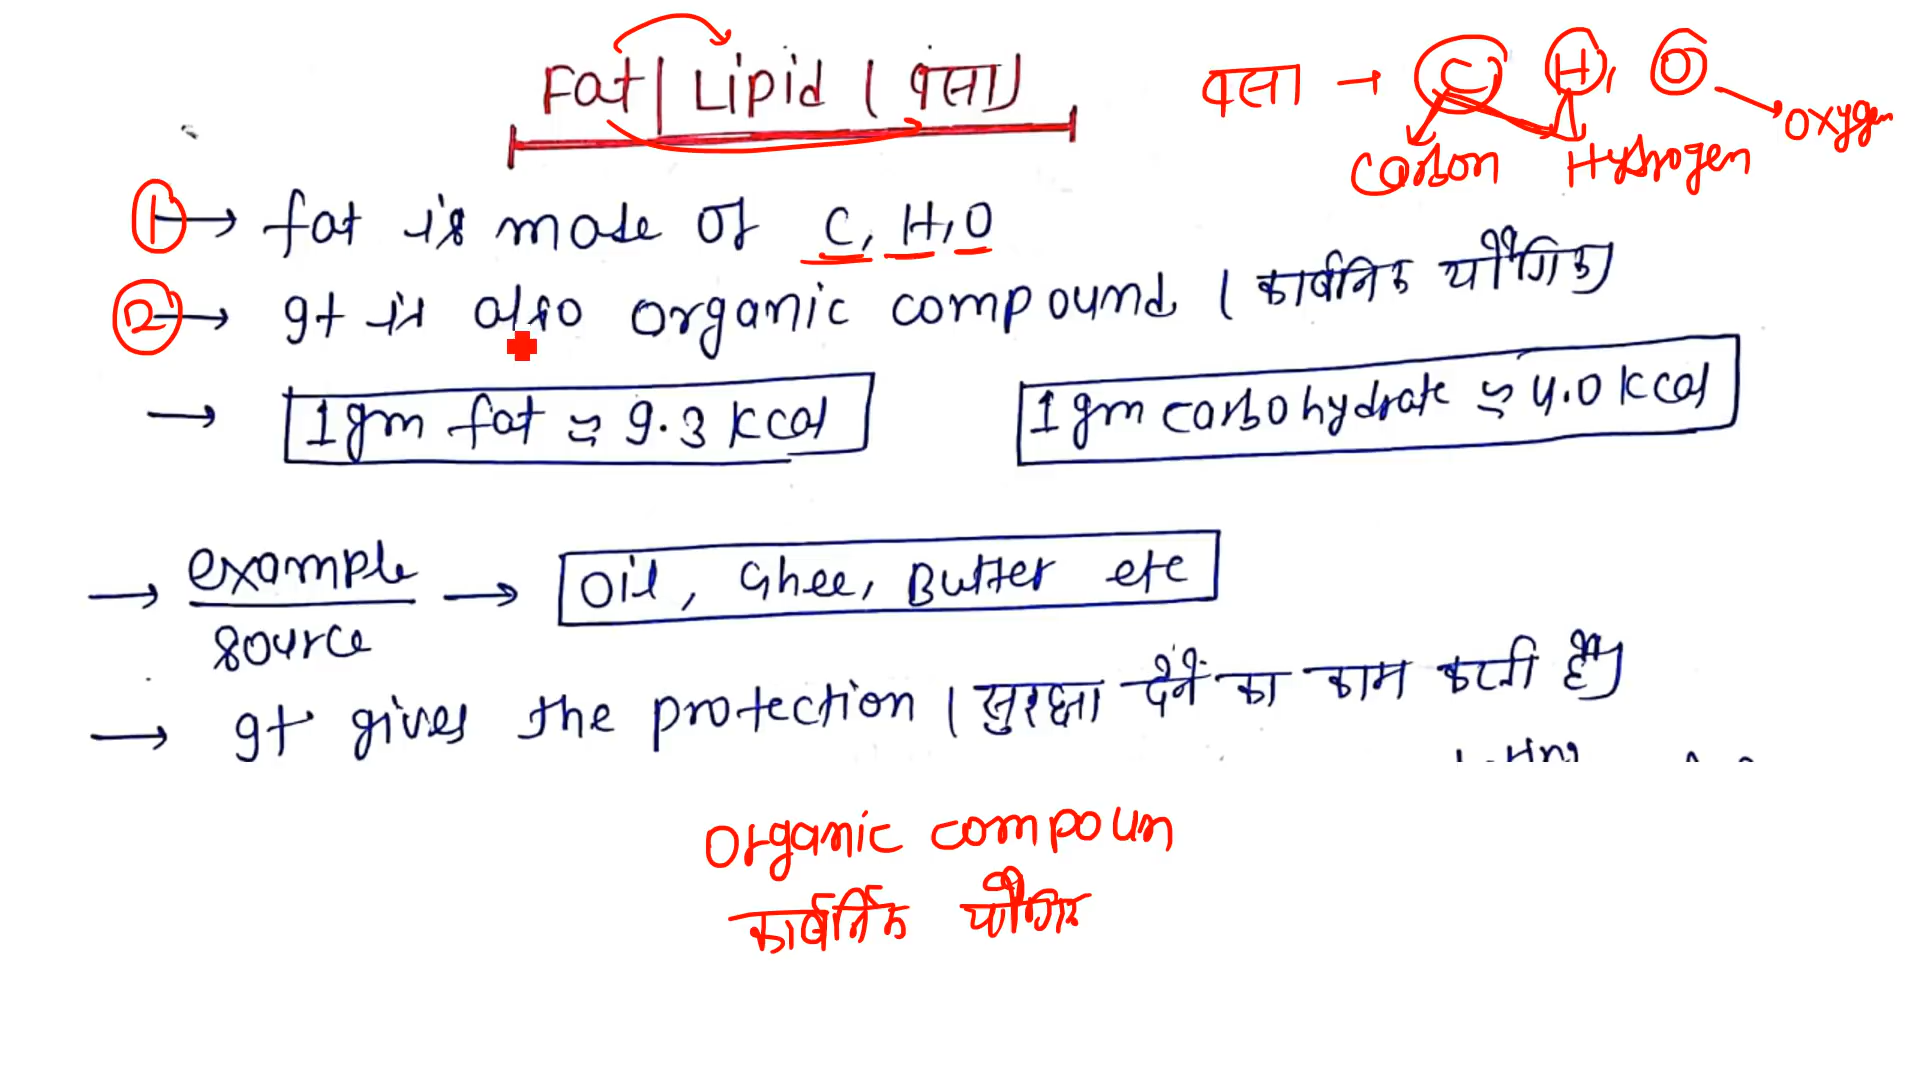 Fat | Lipid (वसा)
वसा → C H, O
Carbon Hydrogen Oxygen
① → fat is made of C, H, O
② → It is also organic compound (कार्बनिक यौगिक)
→ 1 gm fat ≈ 9.3 kcal 1 gm carbohydrate ≈ 4.0 kcal
→ example → Oil, Ghee, Butter etc
source
→ It gives the protection (सुरक्षा देने का काम करती है)
Organic compoun
कार्बनिक यौगिक